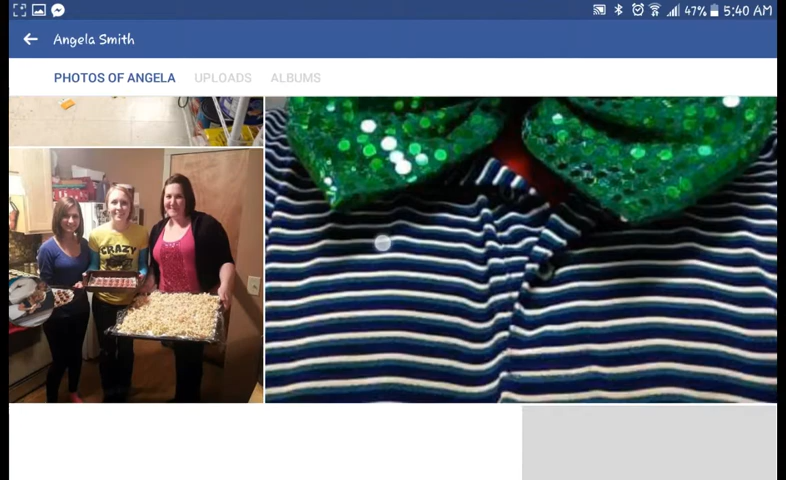 47% 5:40 AM
Angela Smith
PHOTOS OF ANGELA UPLOADS ALBUMS
CRAZY